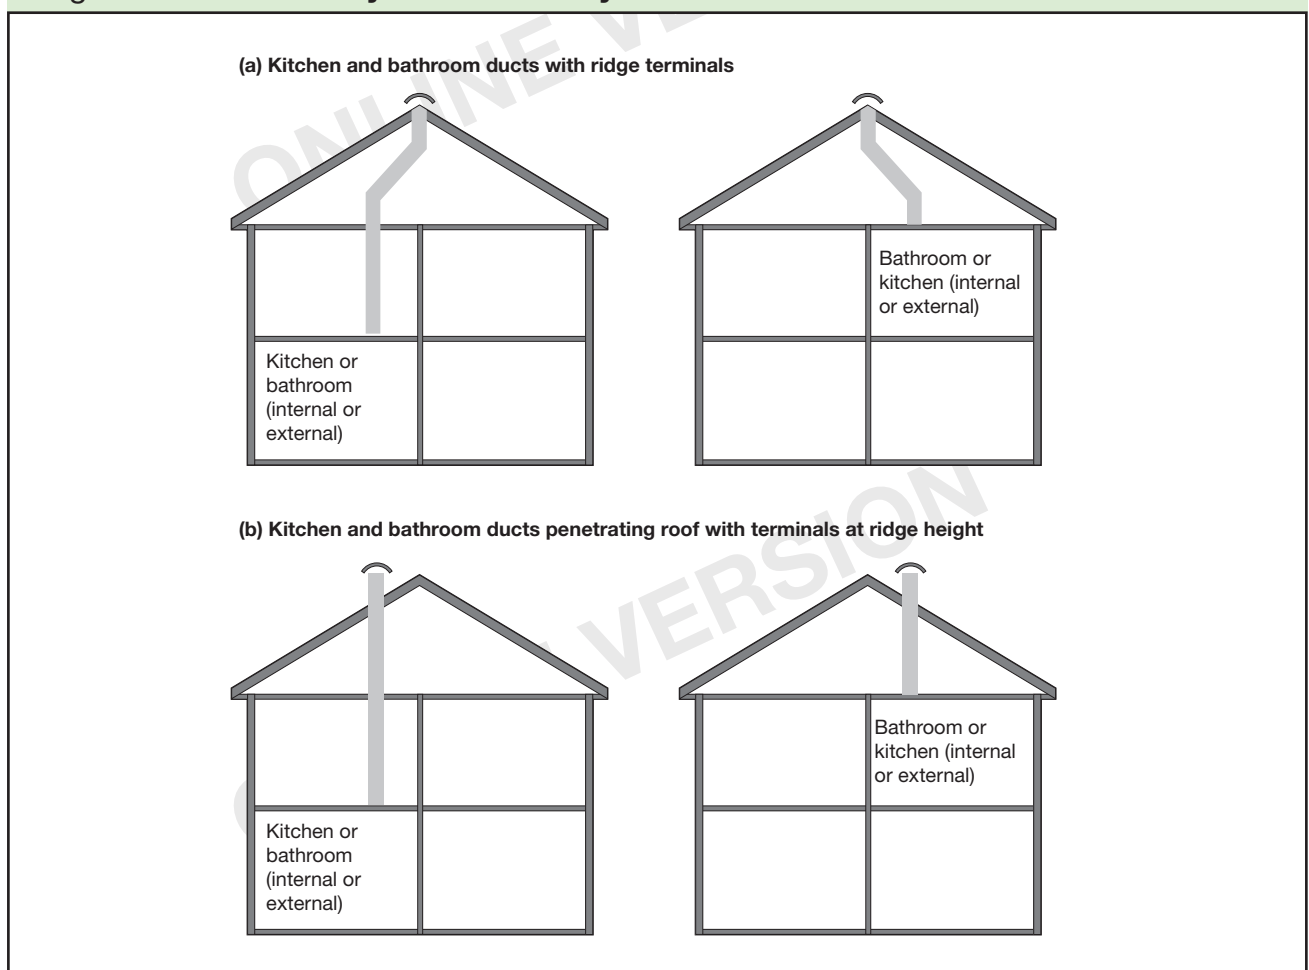 (a) Kitchen and bathroom ducts with ridge terminals
Bathroom or
kitchen (internal
or external)
Kitchen or
bathroom
(internal or
external)
(b) Kitchen and bathroom ducts penetrating roof with terminals at ridge height
Bathroom or
kitchen (internal
or external)
Kitchen or
bathroom
(internal or
external)
ONLINE
VERSION